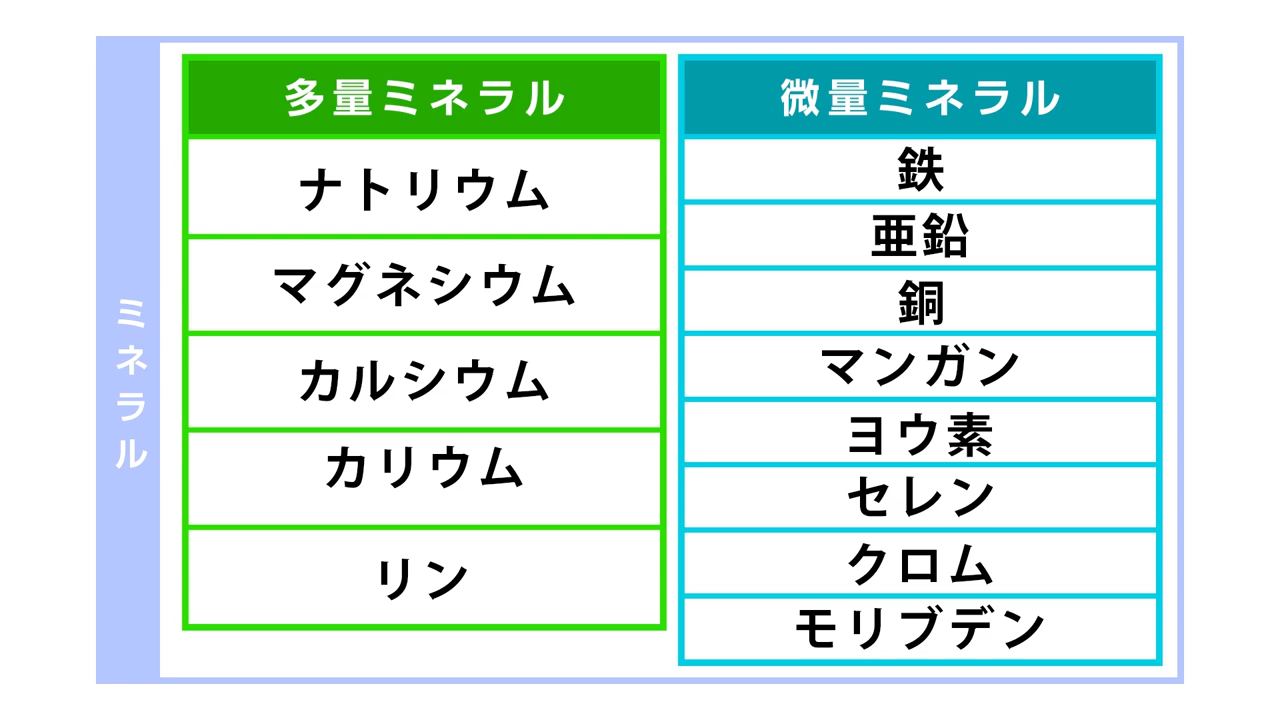 ミネラル
多量ミネラル
ナトリウム
マグネシウム
カルシウム
カリウム
リン
微量ミネラル
鉄
亜鉛
銅
マンガン
ヨウ素
セレン
クロム
モリブデン